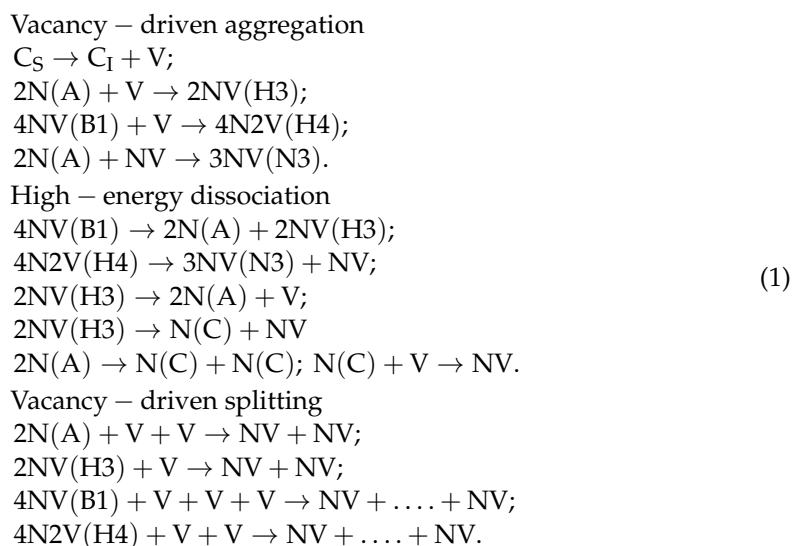 Vacancy − driven aggregation
C_S → C_I + V;
2N(A) + V → 2NV(H3);
4NV(B1) + V → 4N2V(H4);
2N(A) + NV → 3NV(N3).
High − energy dissociation
4NV(B1) → 2N(A) + 2NV(H3);
4N2V(H4) → 3NV(N3) + NV;
(1)
2NV(H3) → 2N(A) + V;
2NV(H3) → N(C) + NV
2N(A) → N(C) + N(C); N(C) + V → NV.
Vacancy − driven splitting
2N(A) + V + V → NV + NV;
2NV(H3) + V → NV + NV;
4NV(B1) + V + V + V → NV + . . . . + NV;
4N2V(H4) + V + V → NV + . . . . + NV.